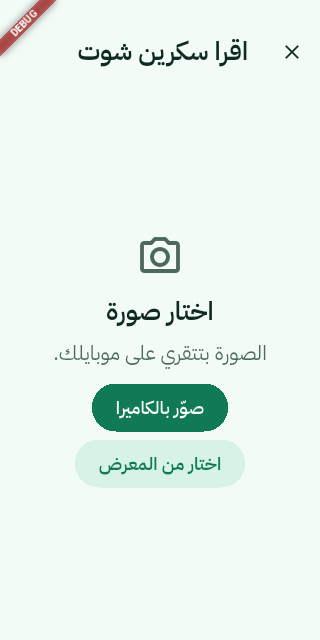 DEBUG
اقرا سكرين شوت
اختار صورة
الصورة بتتقري على موبايلك.
صوّر بالكاميرا
اختار من المعرض